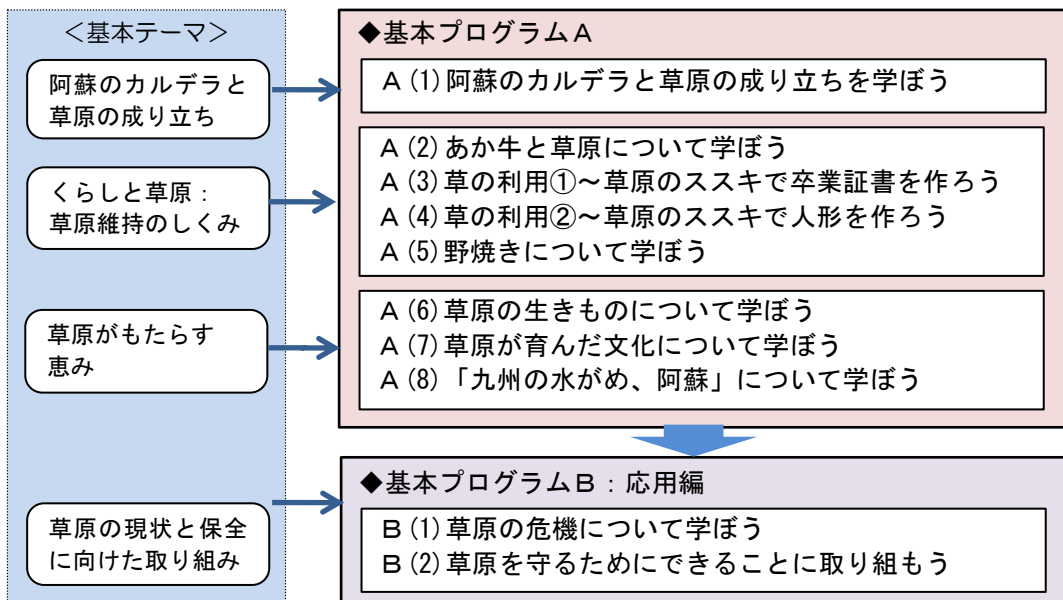 ＜基本テーマ＞
阿蘇のカルデラと
草原の成り立ち
くらしと草原：
草原維持のしくみ
草原がもたらす
恵み
草原の現状と保全
に向けた取り組み
◆基本プログラムＡ
Ａ(1)阿蘇のカルデラと草原の成り立ちを学ぼう
Ａ(2)あか牛と草原について学ぼう
Ａ(3)草の利用①～草原のススキで卒業証書を作ろう
Ａ(4)草の利用②～草原のススキで人形を作ろう
Ａ(5)野焼きについて学ぼう
Ａ(6)草原の生きものについて学ぼう
Ａ(7)草原が育んだ文化について学ぼう
Ａ(8)「九州の水がめ、阿蘇」について学ぼう
◆基本プログラムＢ：応用編
Ｂ(1)草原の危機について学ぼう
Ｂ(2)草原を守るためにできることに取り組もう